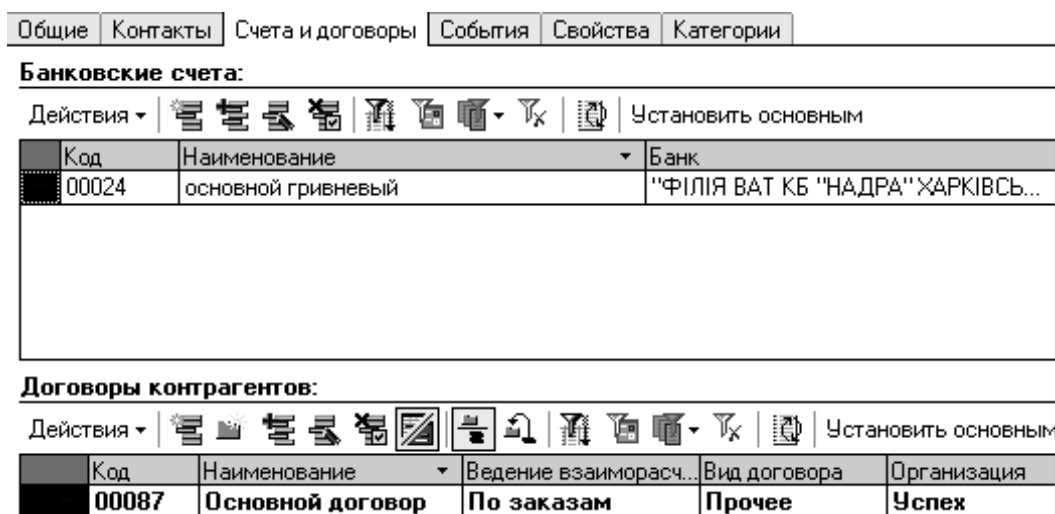 Общие Контакты Счета и договоры События Свойства Категории
Банковские счета:
Действия Установить основным
Код Наименование Банк
00024 основной гривневый "ФІЛІЯ ВАТ КБ "НАДРА" ХАРКІВСЬ...
Договоры контрагентов:
Действия Установить основным
Код Наименование Ведение взаиморасч... Вид договора Организация
00087 Основной договор По заказам Прочее Успех